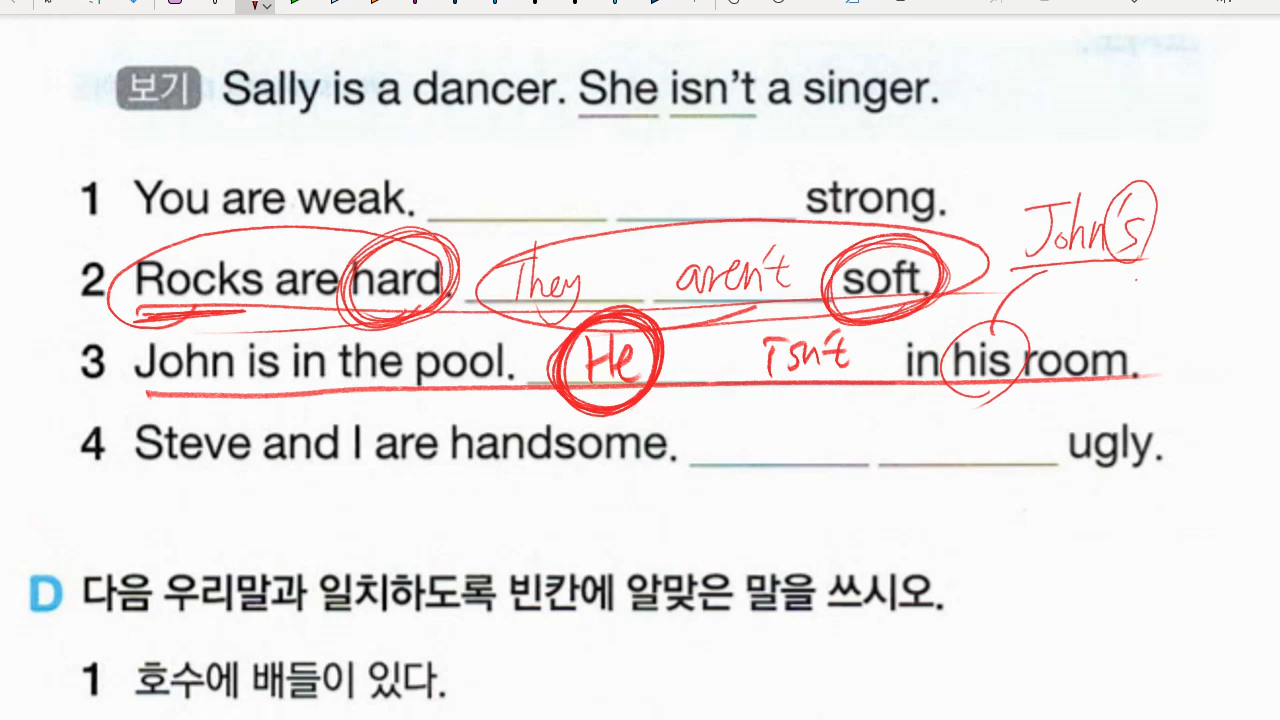 보기 Sally is a dancer. She isn't a singer.
1 You are weak. strong.
John's
2 Rocks are hard. They aren't soft.
3 John is in the pool. He isn't in his room.
4 Steve and I are handsome. ugly.
D 다음 우리말과 일치하도록 빈칸에 알맞은 말을 쓰시오.
1 호수에 배들이 있다.